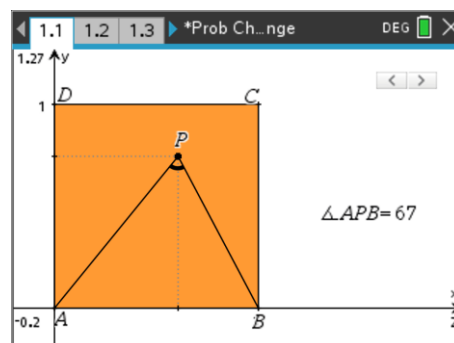 1.1 1.2 1.3 *Prob Ch...nge DEG
1.27 y
< >
D C
1
P
∡APB= 67
x
-0.2 A B